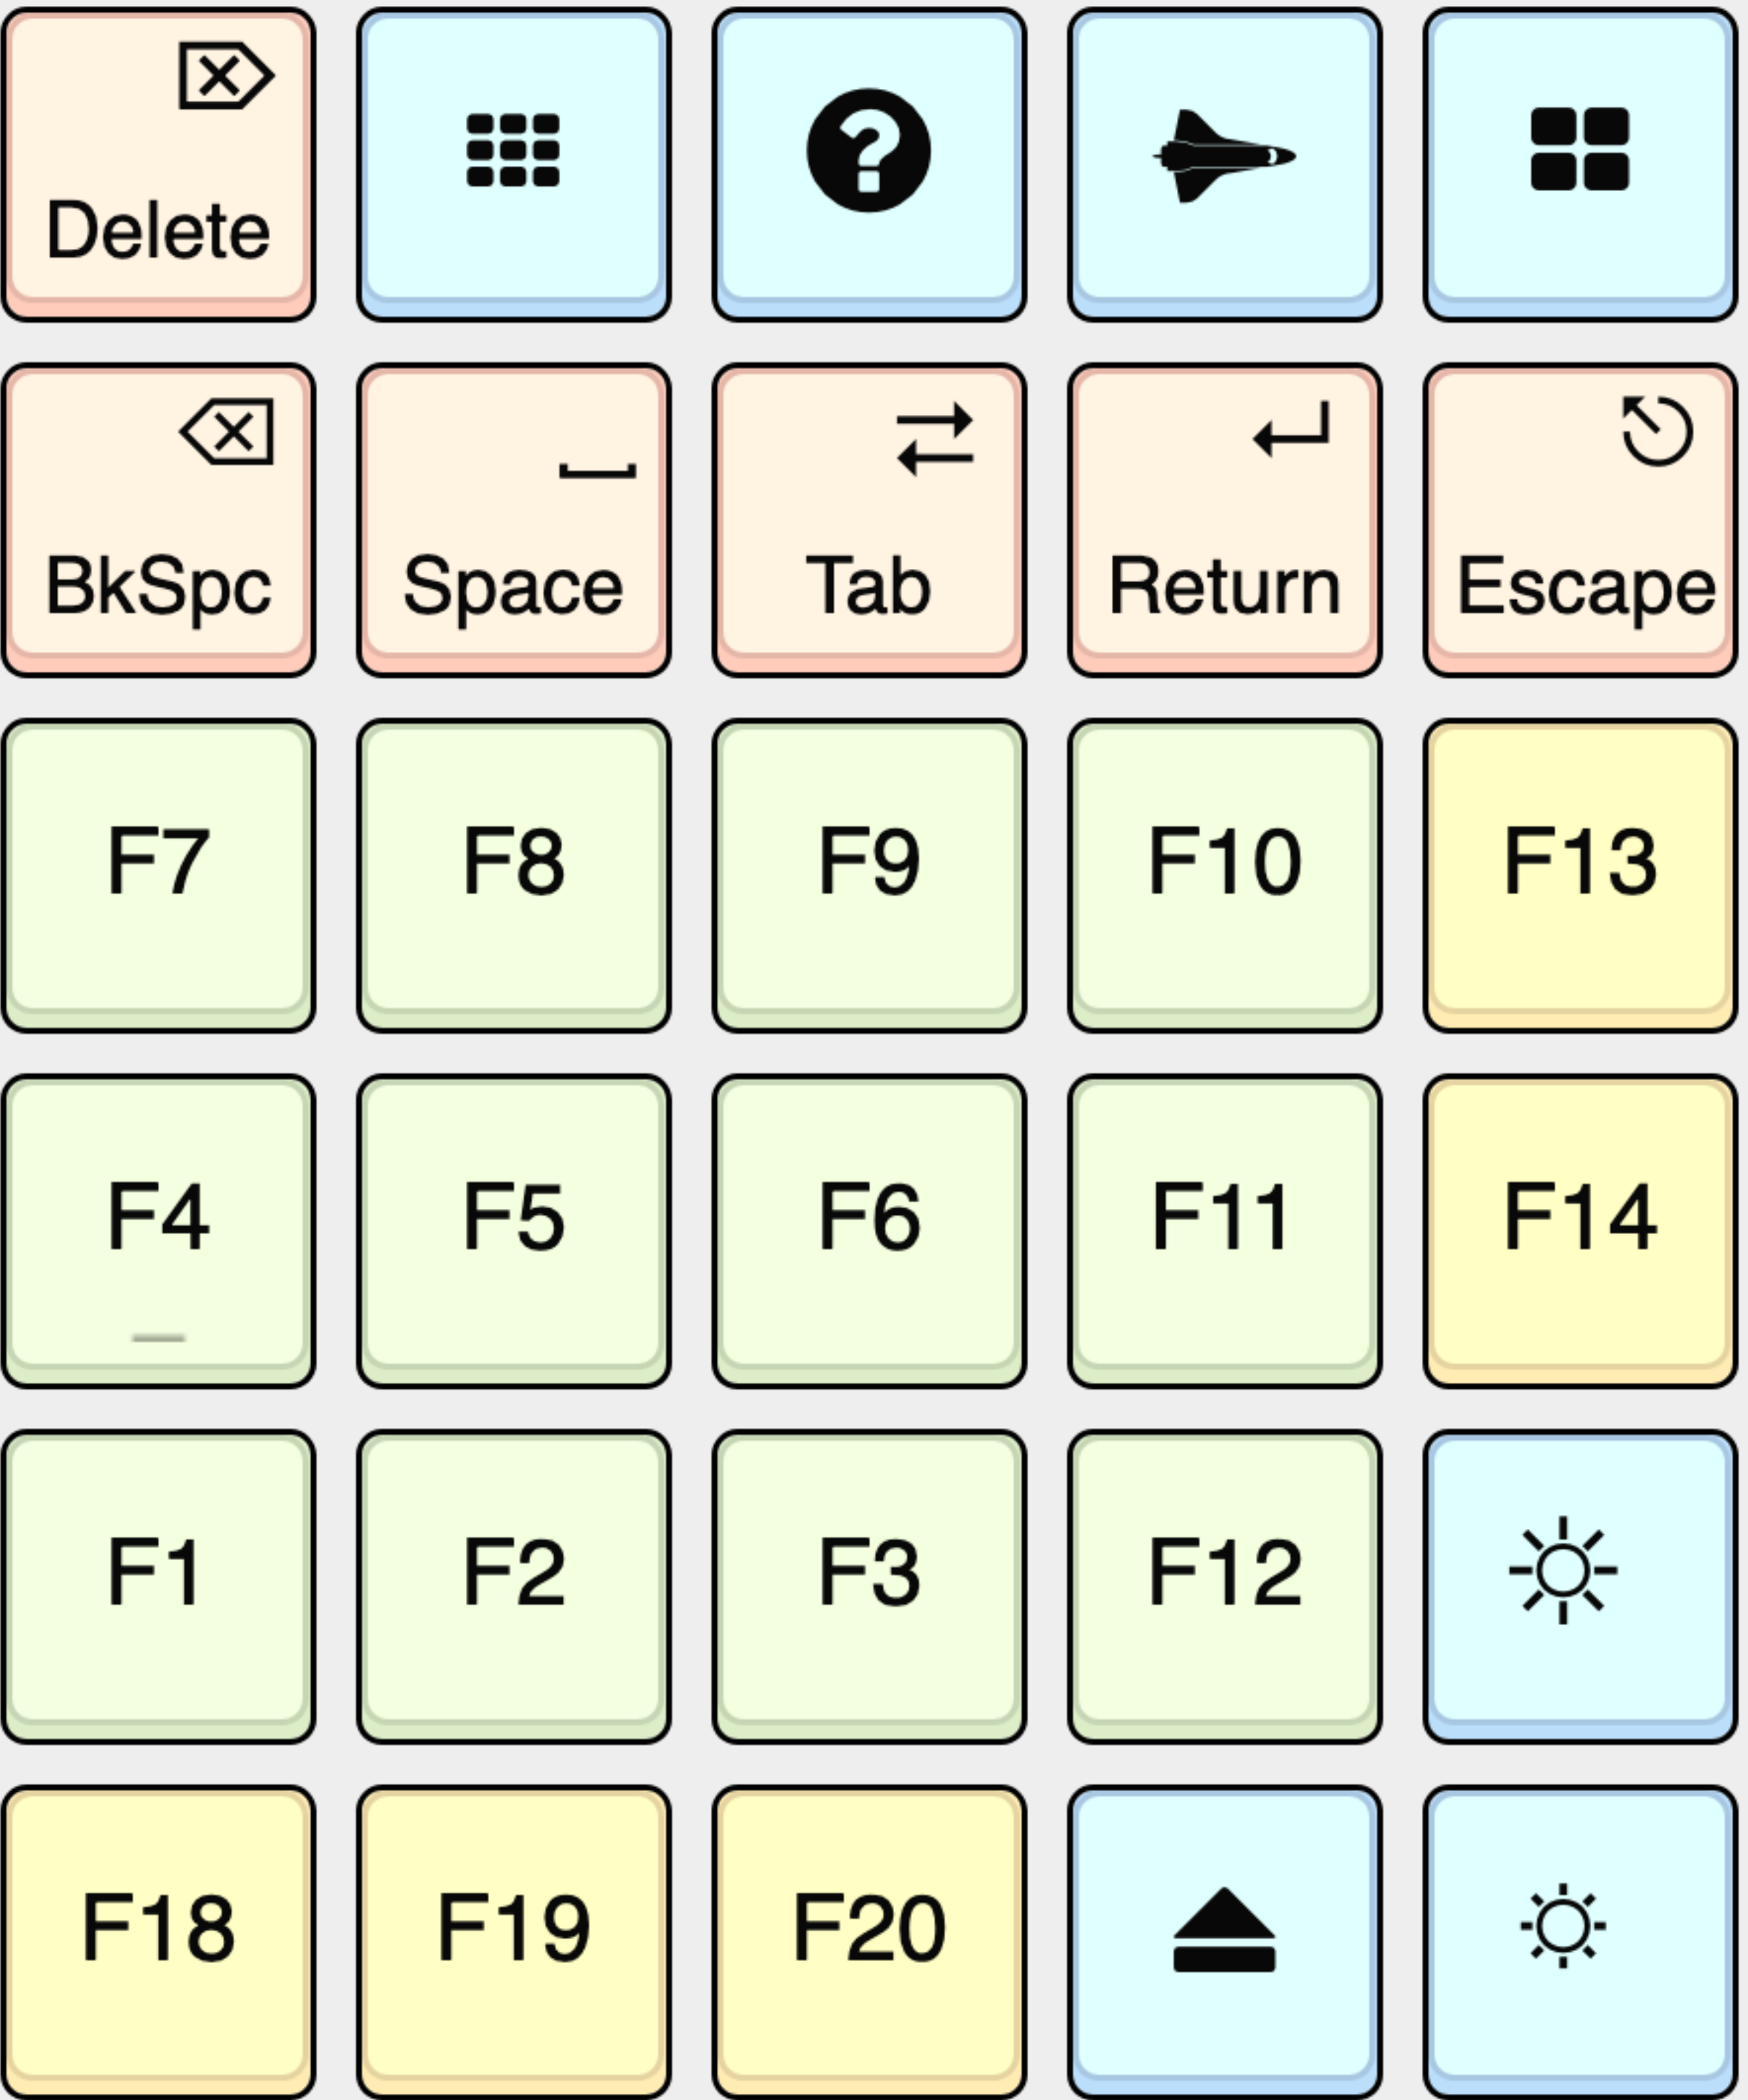 Delete
BkSpc Space Tab Return Escape
F7 F8 F9 F10 F13
F4 F5 F6 F11 F14
F1 F2 F3 F12
F18 F19 F20